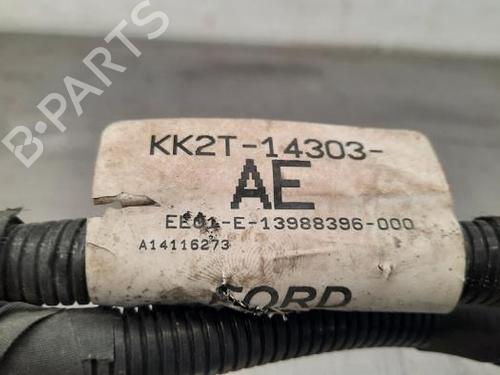 B-PARTS
KK2T-14303-
AE
EE01-E-13988396-000
A14116273
FORD